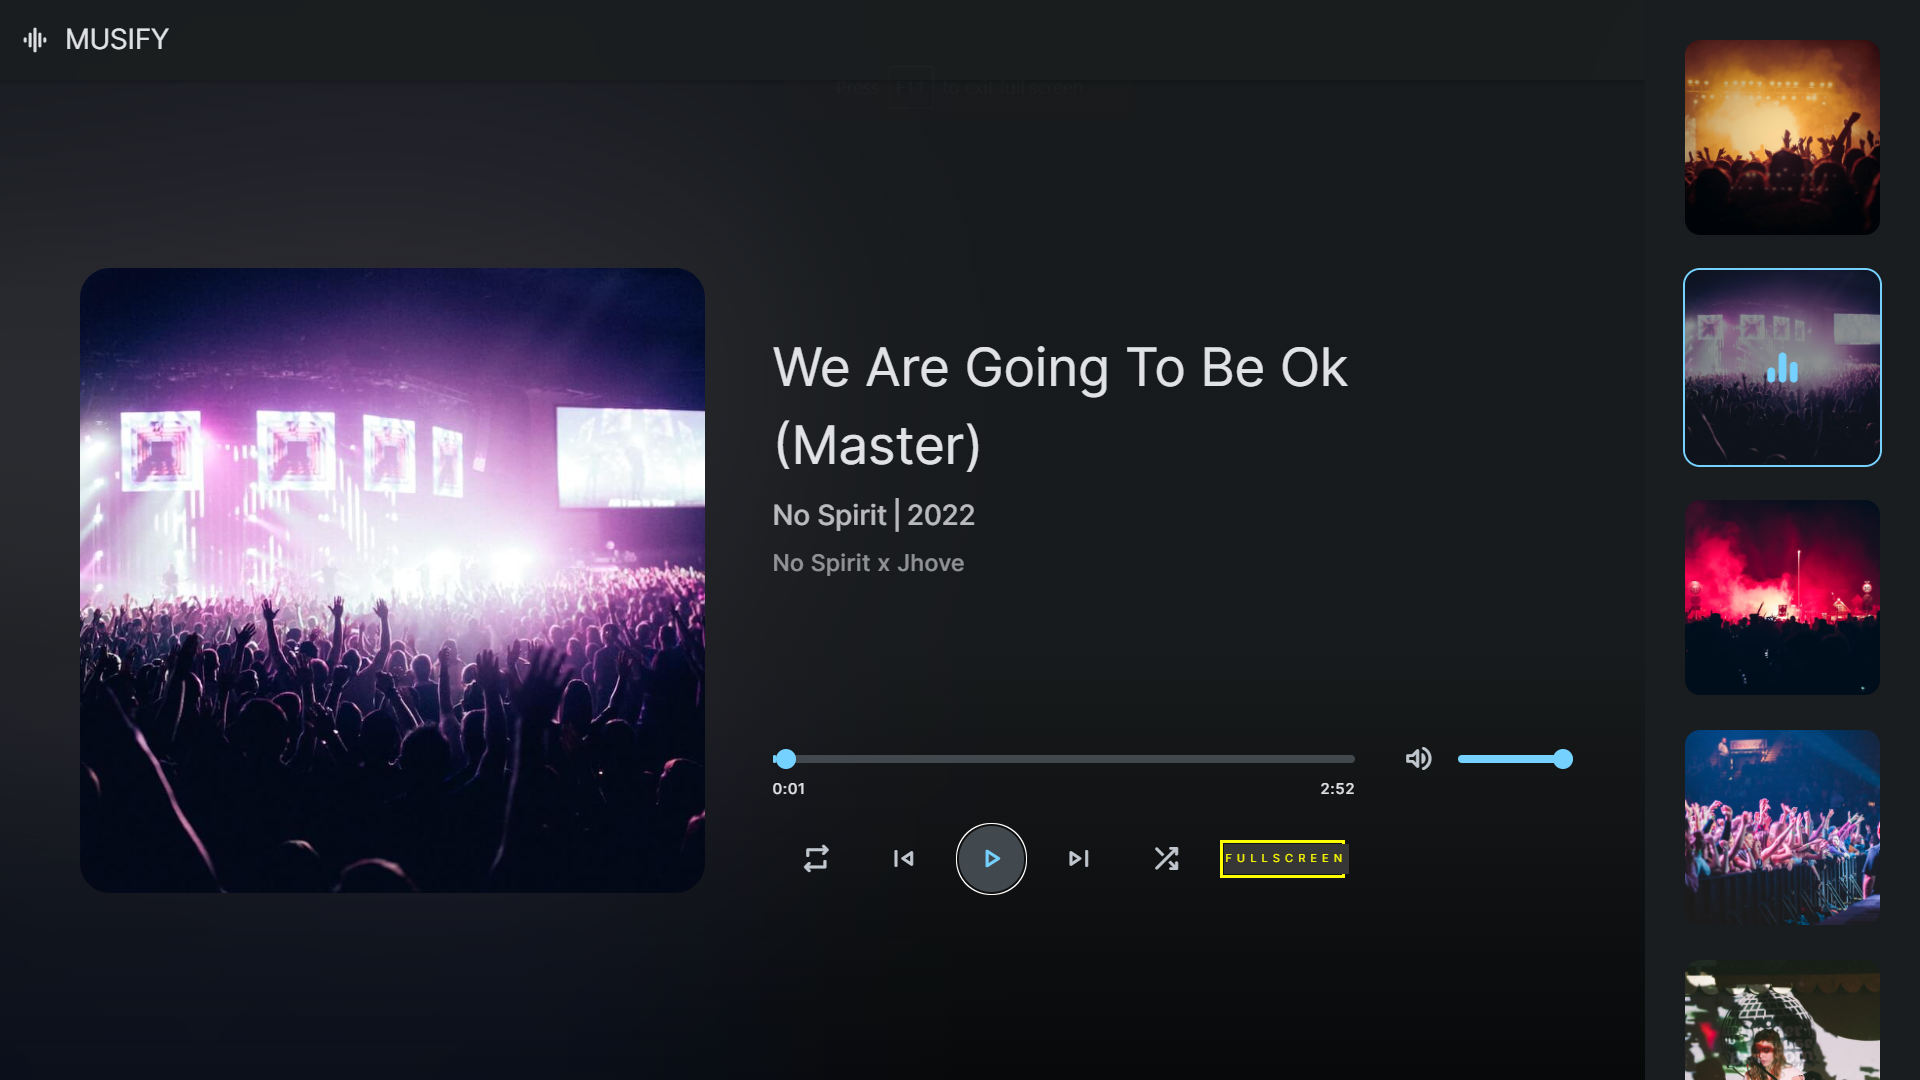 MUSIFY
Press F11 to exit full screen
We Are Going To Be Ok
(Master)
No Spirit | 2022
No Spirit x Jhove
0:01
2:52
FULLSCREEN